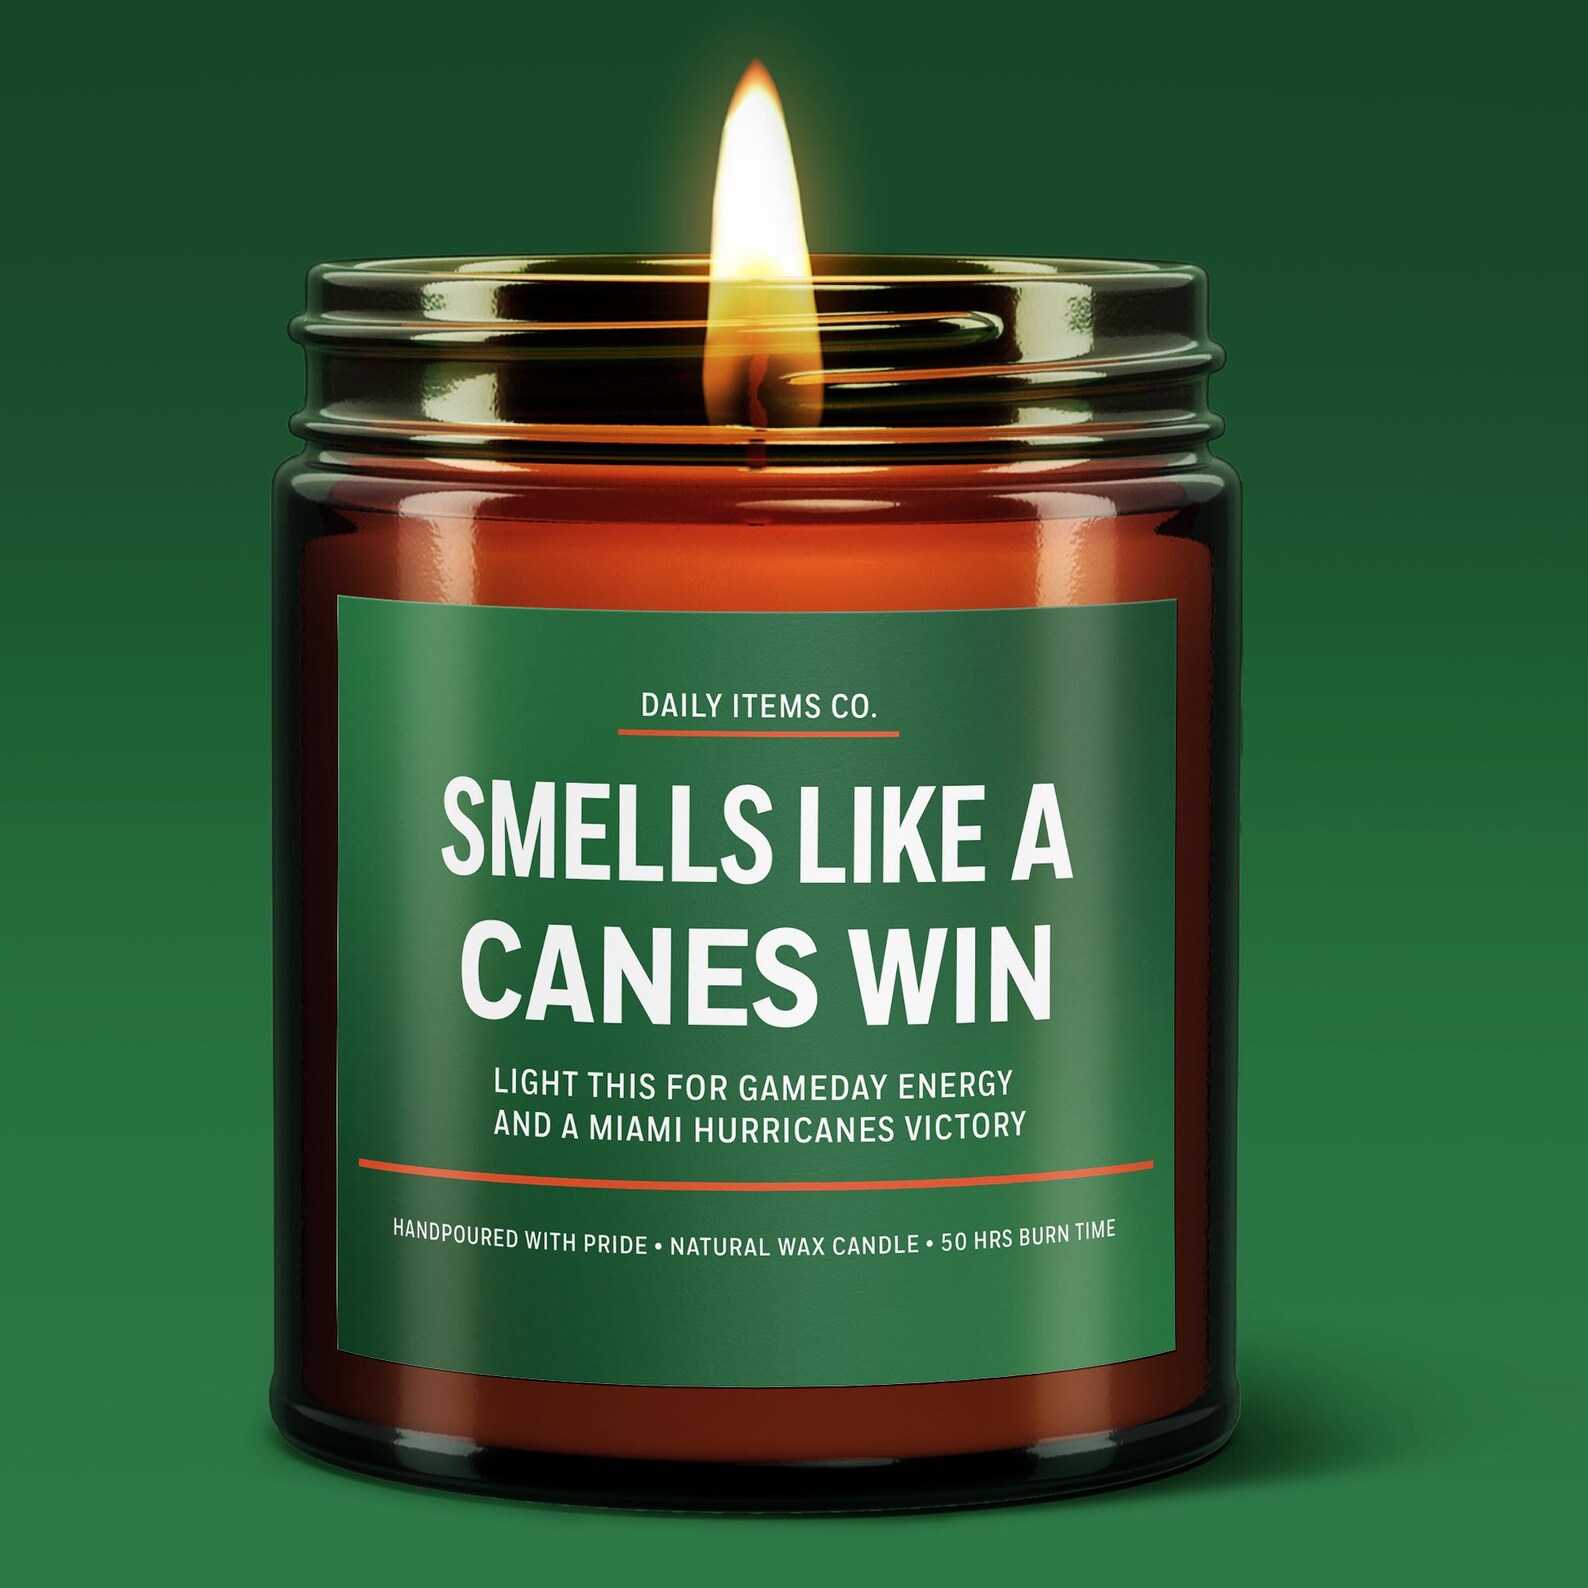 DAILY ITEMS CO.
SMELLS LIKE A
CANES WIN
LIGHT THIS FOR GAMEDAY ENERGY
AND A MIAMI HURRICANES VICTORY
HANDPOURED WITH PRIDE • NATURAL WAX CANDLE • 50 HRS BURN TIME